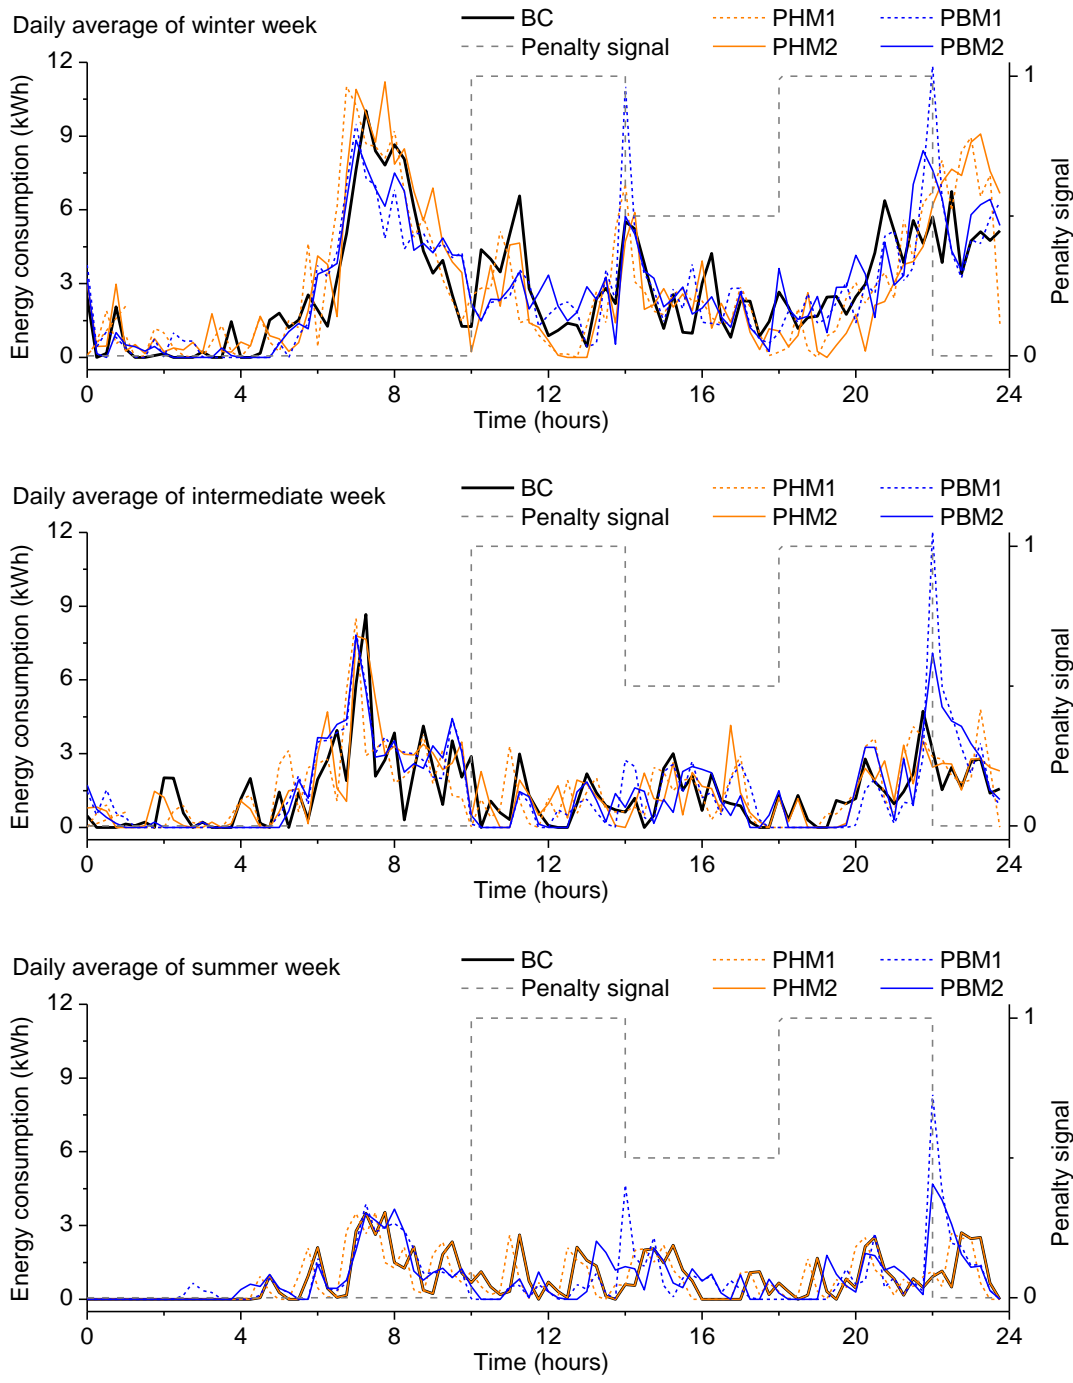 Daily average of winter week
BC
PHM1
PBM1
Penalty signal
PHM2
PBM2
12
9
6
3
0
Energy consumption (kWh)
1
0
Penalty signal
0 4 8 12 16 20 24
Time (hours)
Daily average of intermediate week
BC
PHM1
PBM1
Penalty signal
PHM2
PBM2
12
9
6
3
0
Energy consumption (kWh)
1
0
Penalty signal
0 4 8 12 16 20 24
Time (hours)
Daily average of summer week
BC
PHM1
PBM1
Penalty signal
PHM2
PBM2
12
9
6
3
0
Energy consumption (kWh)
1
0
Penalty signal
0 4 8 12 16 20 24
Time (hours)